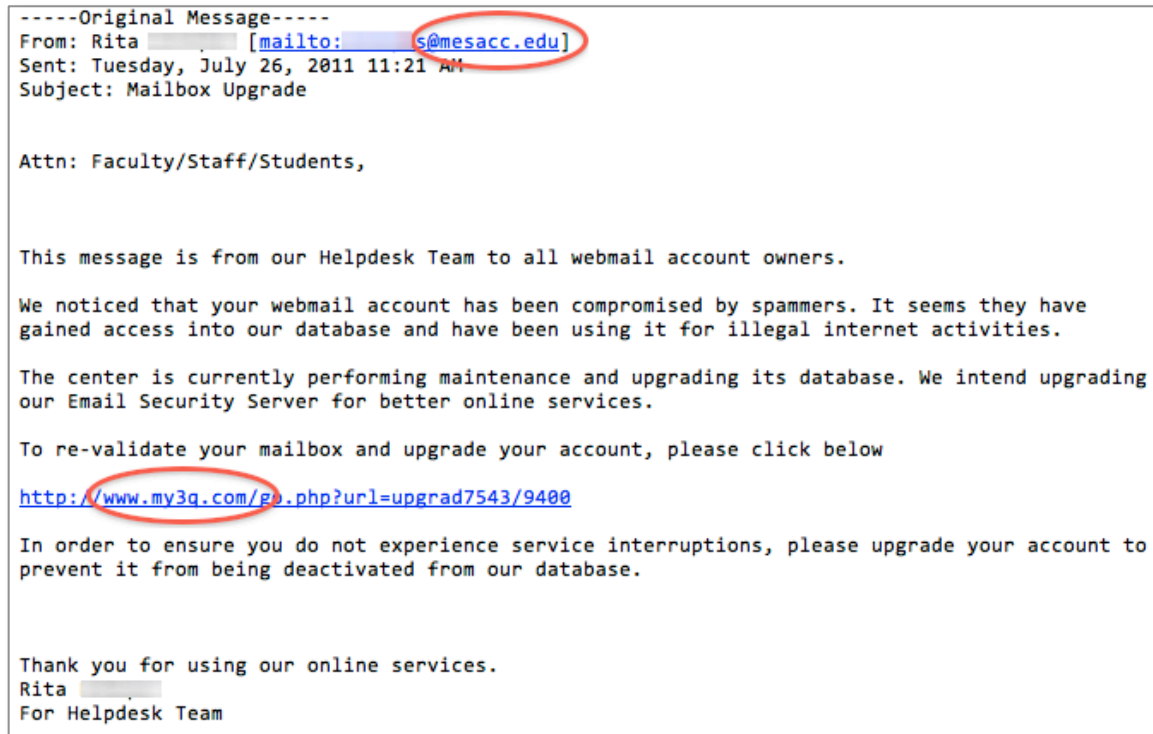 -----Original Message-----
From: Rita [mailto: s@mesacc.edu]
Sent: Tuesday, July 26, 2011 11:21 AM
Subject: Mailbox Upgrade
Attn: Faculty/Staff/Students,
This message is from our Helpdesk Team to all webmail account owners.
We noticed that your webmail account has been compromised by spammers. It seems they have
gained access into our database and have been using it for illegal internet activities.
The center is currently performing maintenance and upgrading its database. We intend upgrading
our Email Security Server for better online services.
To re-validate your mailbox and upgrade your account, please click below
http://www.my3q.com/go.php?url=upgrad7543/9400
In order to ensure you do not experience service interruptions, please upgrade your account to
prevent it from being deactivated from our database.
Thank you for using our online services.
Rita
For Helpdesk Team